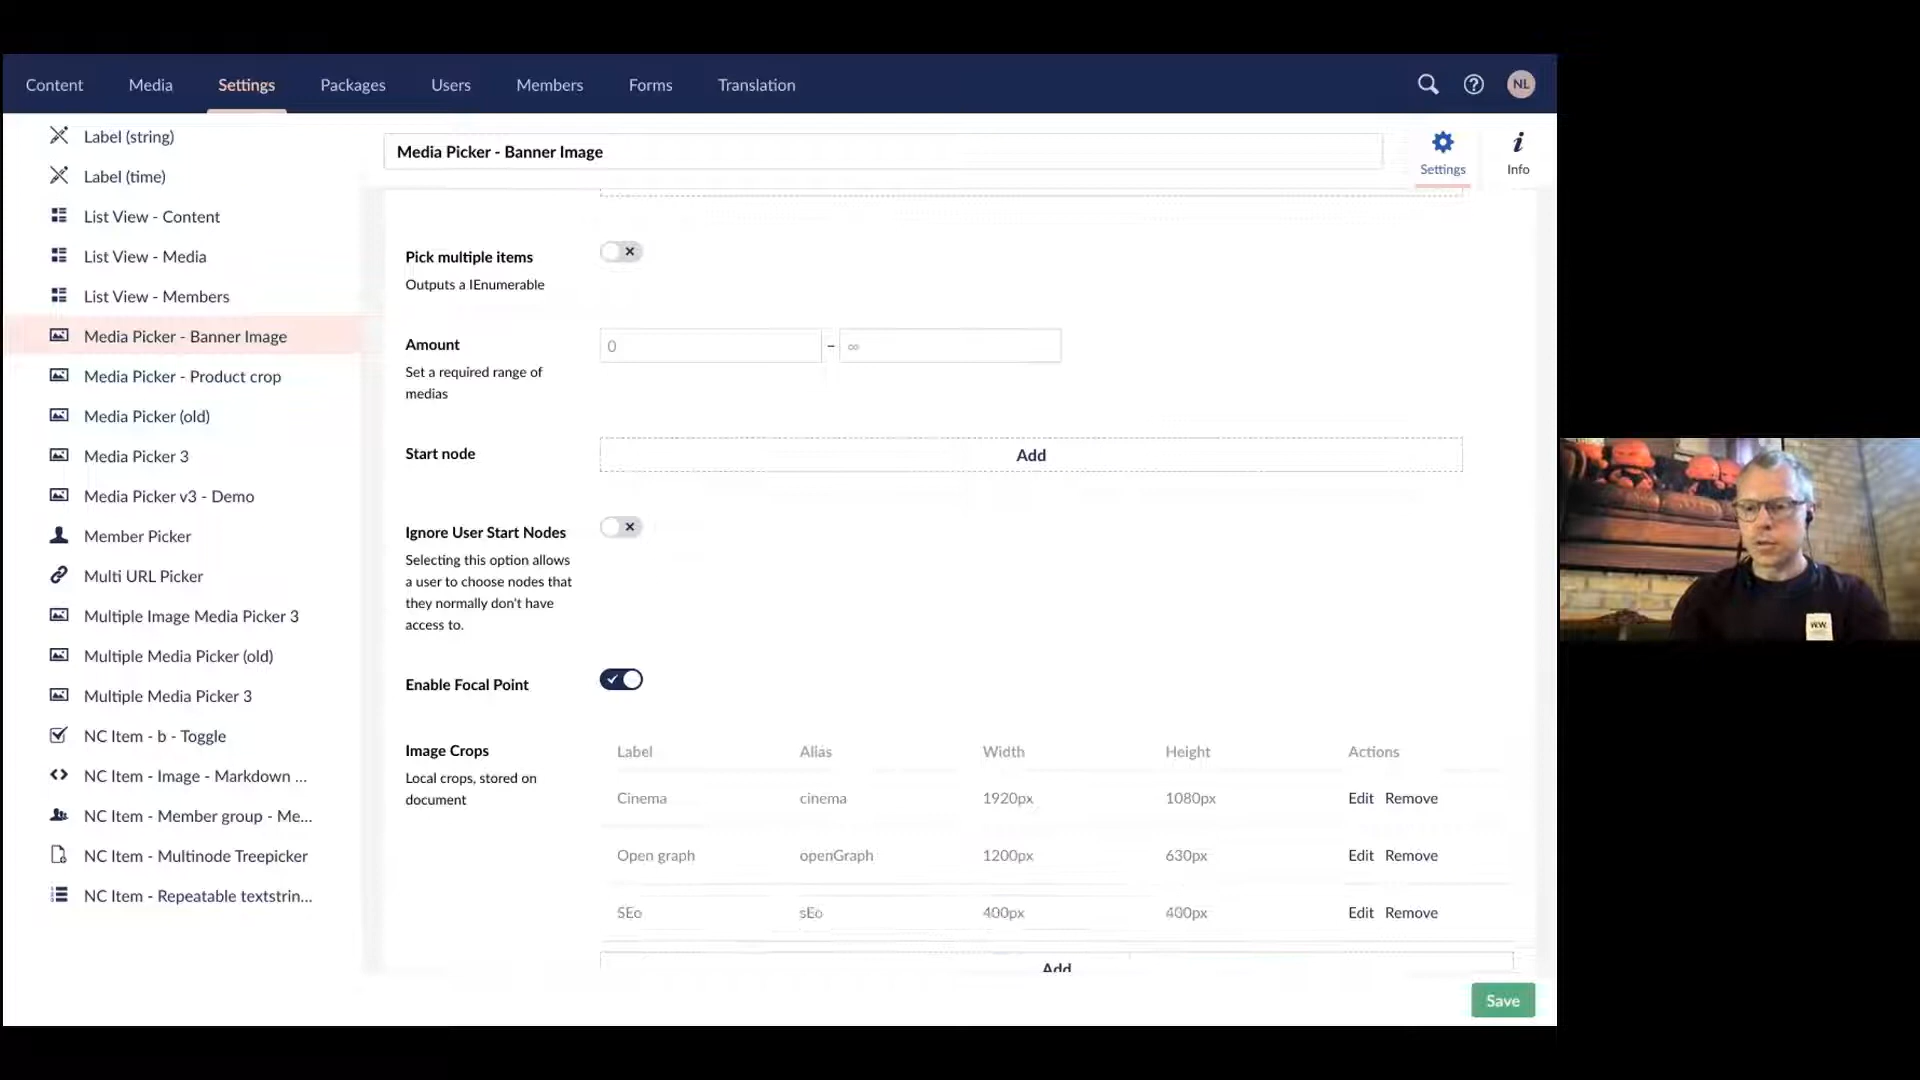 Content Media Settings Packages Users Members Forms Translation NL
Label (string)
Label (time)
List View - Content
List View - Media
List View - Members
Media Picker - Banner Image
Media Picker - Product crop
Media Picker (old)
Media Picker 3
Media Picker v3 - Demo
Member Picker
Multi URL Picker
Multiple Image Media Picker 3
Multiple Media Picker (old)
Multiple Media Picker 3
NC Item - b - Toggle
NC Item - Image - Markdown ...
NC Item - Member group - Me...
NC Item - Multinode Treepicker
NC Item - Repeatable textstrin...
Media Picker - Banner Image
Settings
Info
Pick multiple items
Outputs a IEnumerable
Amount
Set a required range of
medias
0 – ∞
Start node
Add
Ignore User Start Nodes
Selecting this option allows
a user to choose nodes that
they normally don't have
access to.
Enable Focal Point
Image Crops
Local crops, stored on
document
Label Alias Width Height Actions
Cinema cinema 1920px 1080px Edit Remove
Open graph openGraph 1200px 630px Edit Remove
SEo sEo 400px 400px Edit Remove
Add
Save